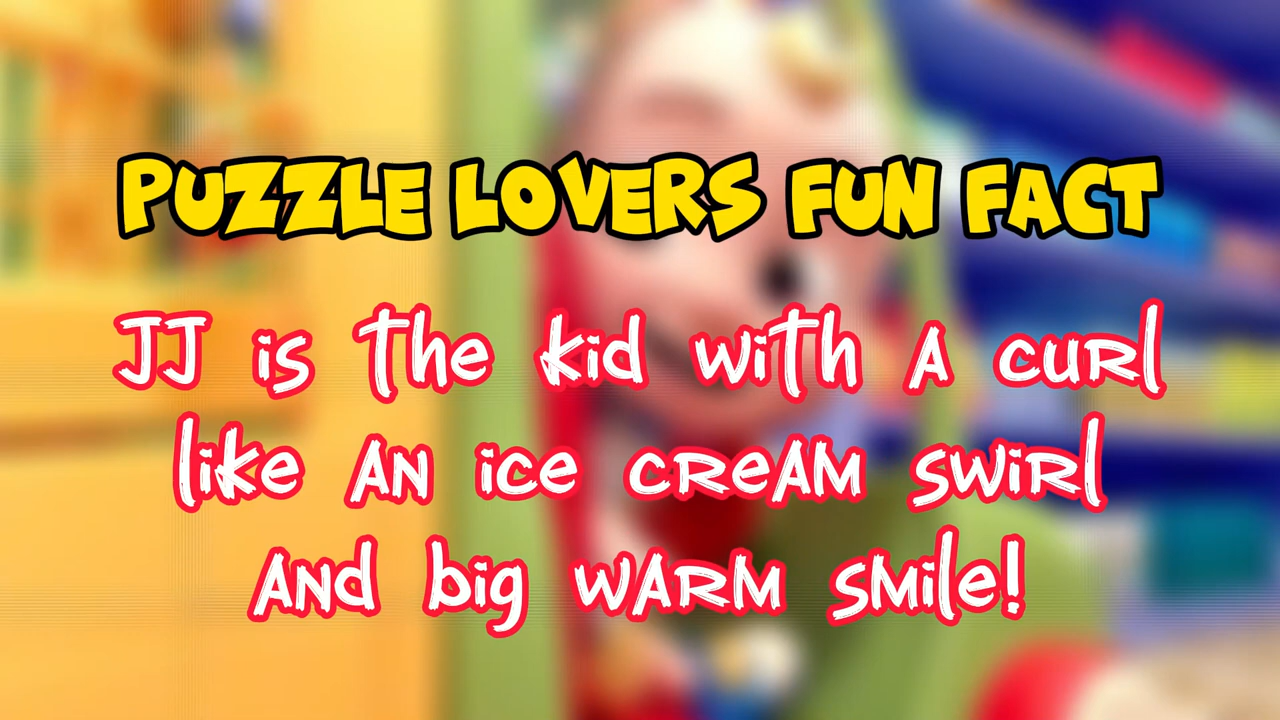 PUZZLE LOVERS FUN FACT
JJ is the kid with A curl
like AN ice creAM swirl
ANd big wARM sMile!